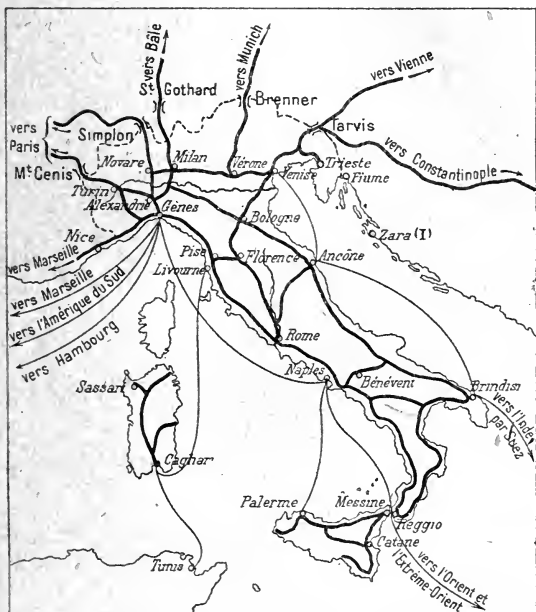 vers Bâle
vers Munich
vers Vienne
St Gothard
Brenner
Tarvis
vers
Paris
Simplon
Mt Cenis
Novare
Milan
Vérone
Venise
Trieste
Fiume
vers Constantinople
Turin
Alexandrie
Gênes
Bologne
Zara (I)
Nice
Pise
Florence
Ancône
Livourne
vers Marseille
vers Marseille
vers l'Amérique du Sud
vers Hambourg
Rome
Naples
Bénévent
Brindisi
vers l'Inde
par Suez
Sassari
Cagliari
Palerme
Messine
Reggio
Catane
Tunis
vers l'Orient et
l'Extrême-Orient